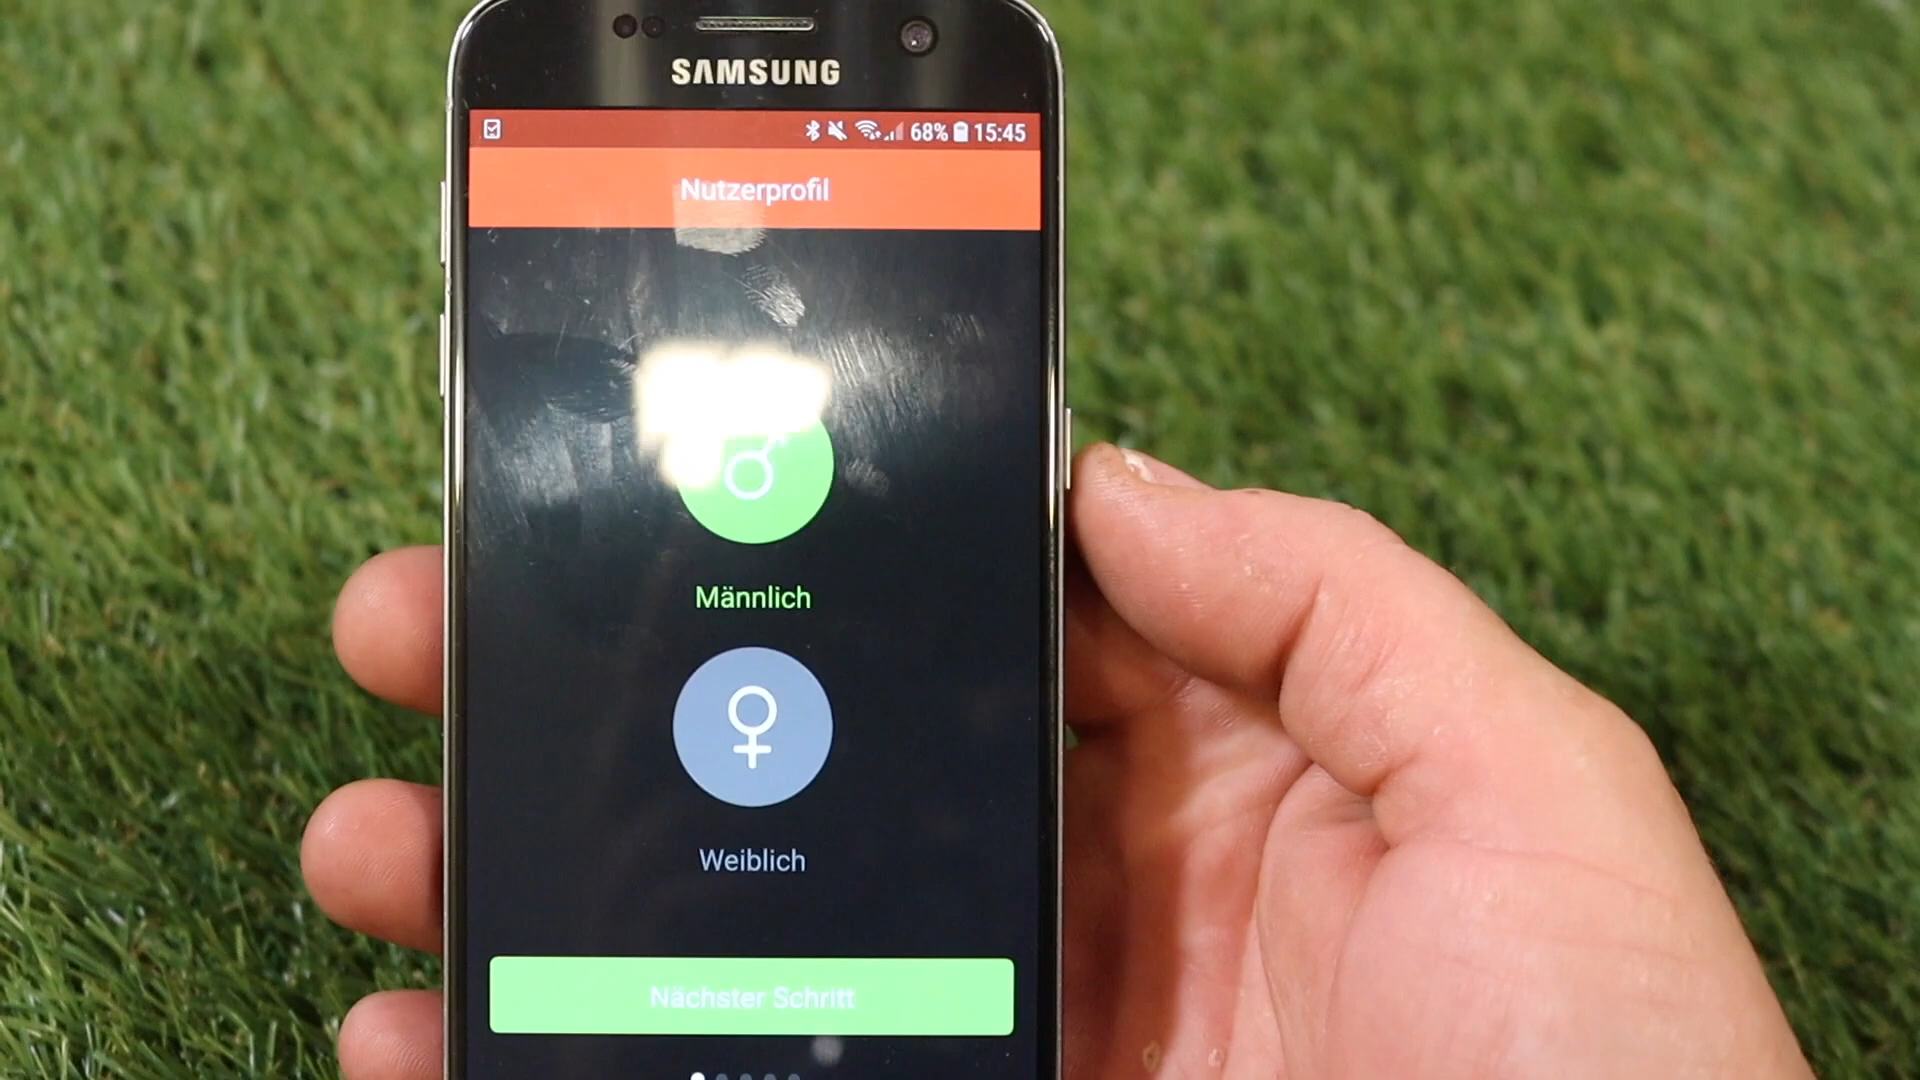 SAMSUNG
68% 15:45
Nutzerprofil
Männlich
Weiblich
Nächster Schritt